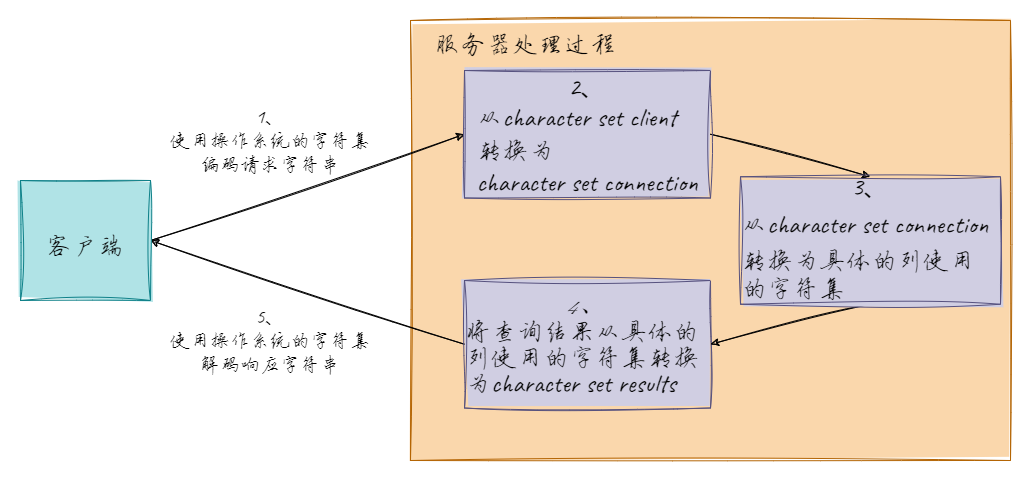 服务器处理过程
1、
使用操作系统的字符集
编码请求字符串
2、
从 character set client
转换为
character set connection
3、
从 character set connection
转换为具体的列使用
的字符集
客户端
4、
将查询结果从具体的
列使用的字符集转换
为 character set results
5、
使用操作系统的字符集
解码响应字符串